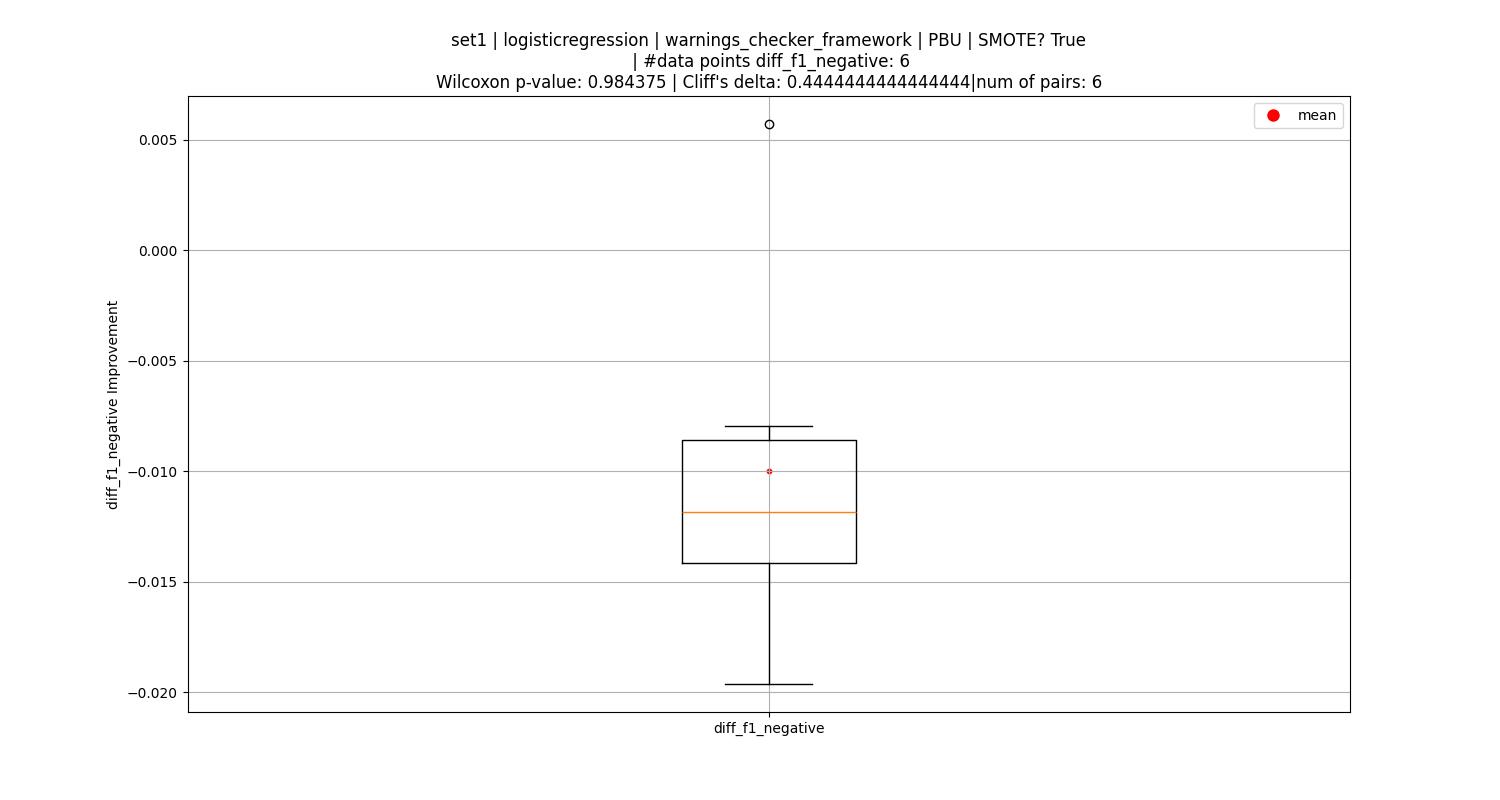 set1 | logisticregression | warnings_checker_framework | PBU | SMOTE? True
| #data points diff_f1_negative: 6
Wilcoxon p-value: 0.984375 | Cliff's delta: 0.4444444444444444|num of pairs: 6
mean
0.005
0.000
−0.005
−0.010
−0.015
−0.020
diff_f1_negative Improvement
diff_f1_negative